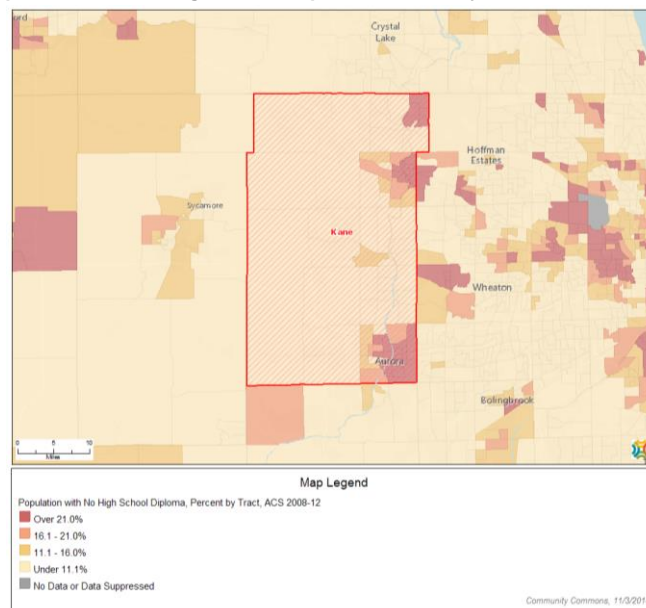 Crystal
Lake
Hoffman
Estates
Sycamore
Kane
Wheaton
Aurora
Bolingbrook
0 5 10
Miles
Map Legend
Population with No High School Diploma, Percent by Tract, ACS 2008-12
Over 21.0%
16.1 - 21.0%
11.1 - 16.0%
Under 11.1%
No Data or Data Suppressed
Community Commons, 11/3/201